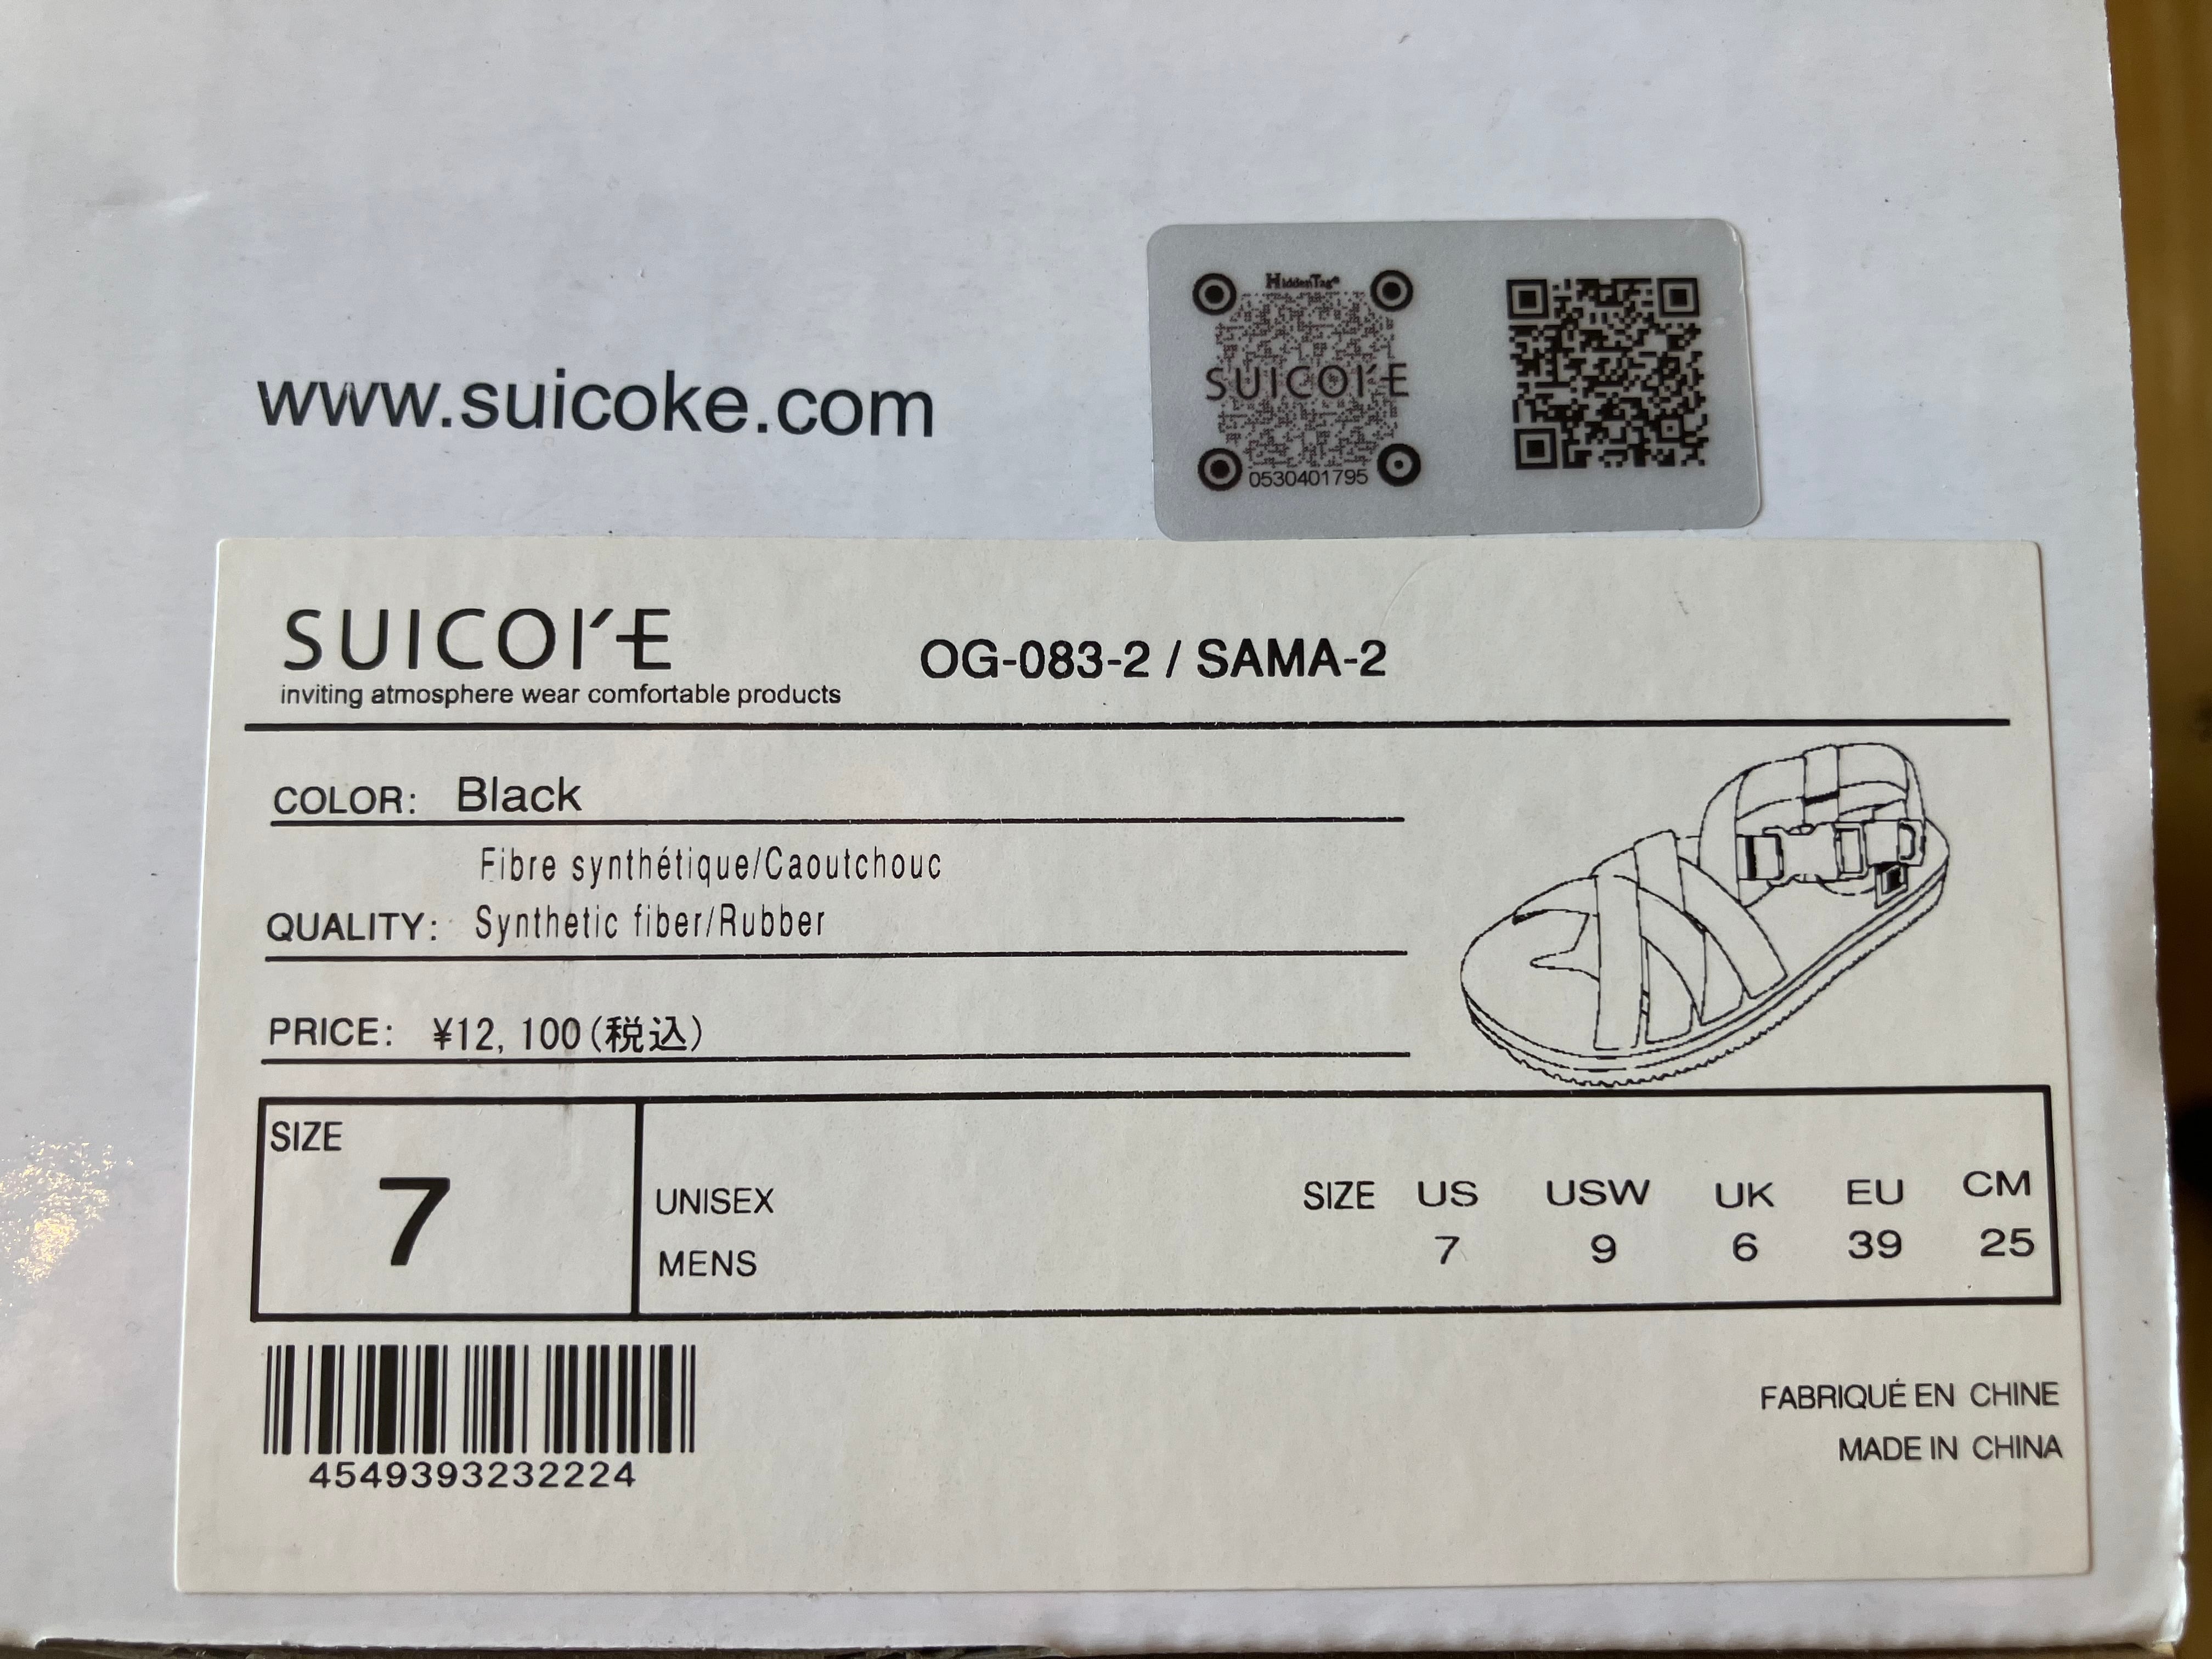 HiddenTag®
SUICOKE
0530401795
www.suicoke.com
SUICOKE
inviting atmosphere wear comfortable products
OG-083-2 / SAMA-2
COLOR: Black
Fibre synthétique/Caoutchouc
QUALITY: Synthetic fiber/Rubber
PRICE: ¥12,100(税込)
SIZE
7
UNISEX
MENS
SIZE US USW UK EU CM
7 9 6 39 25
4549393232224
FABRIQUÉ EN CHINE
MADE IN CHINA